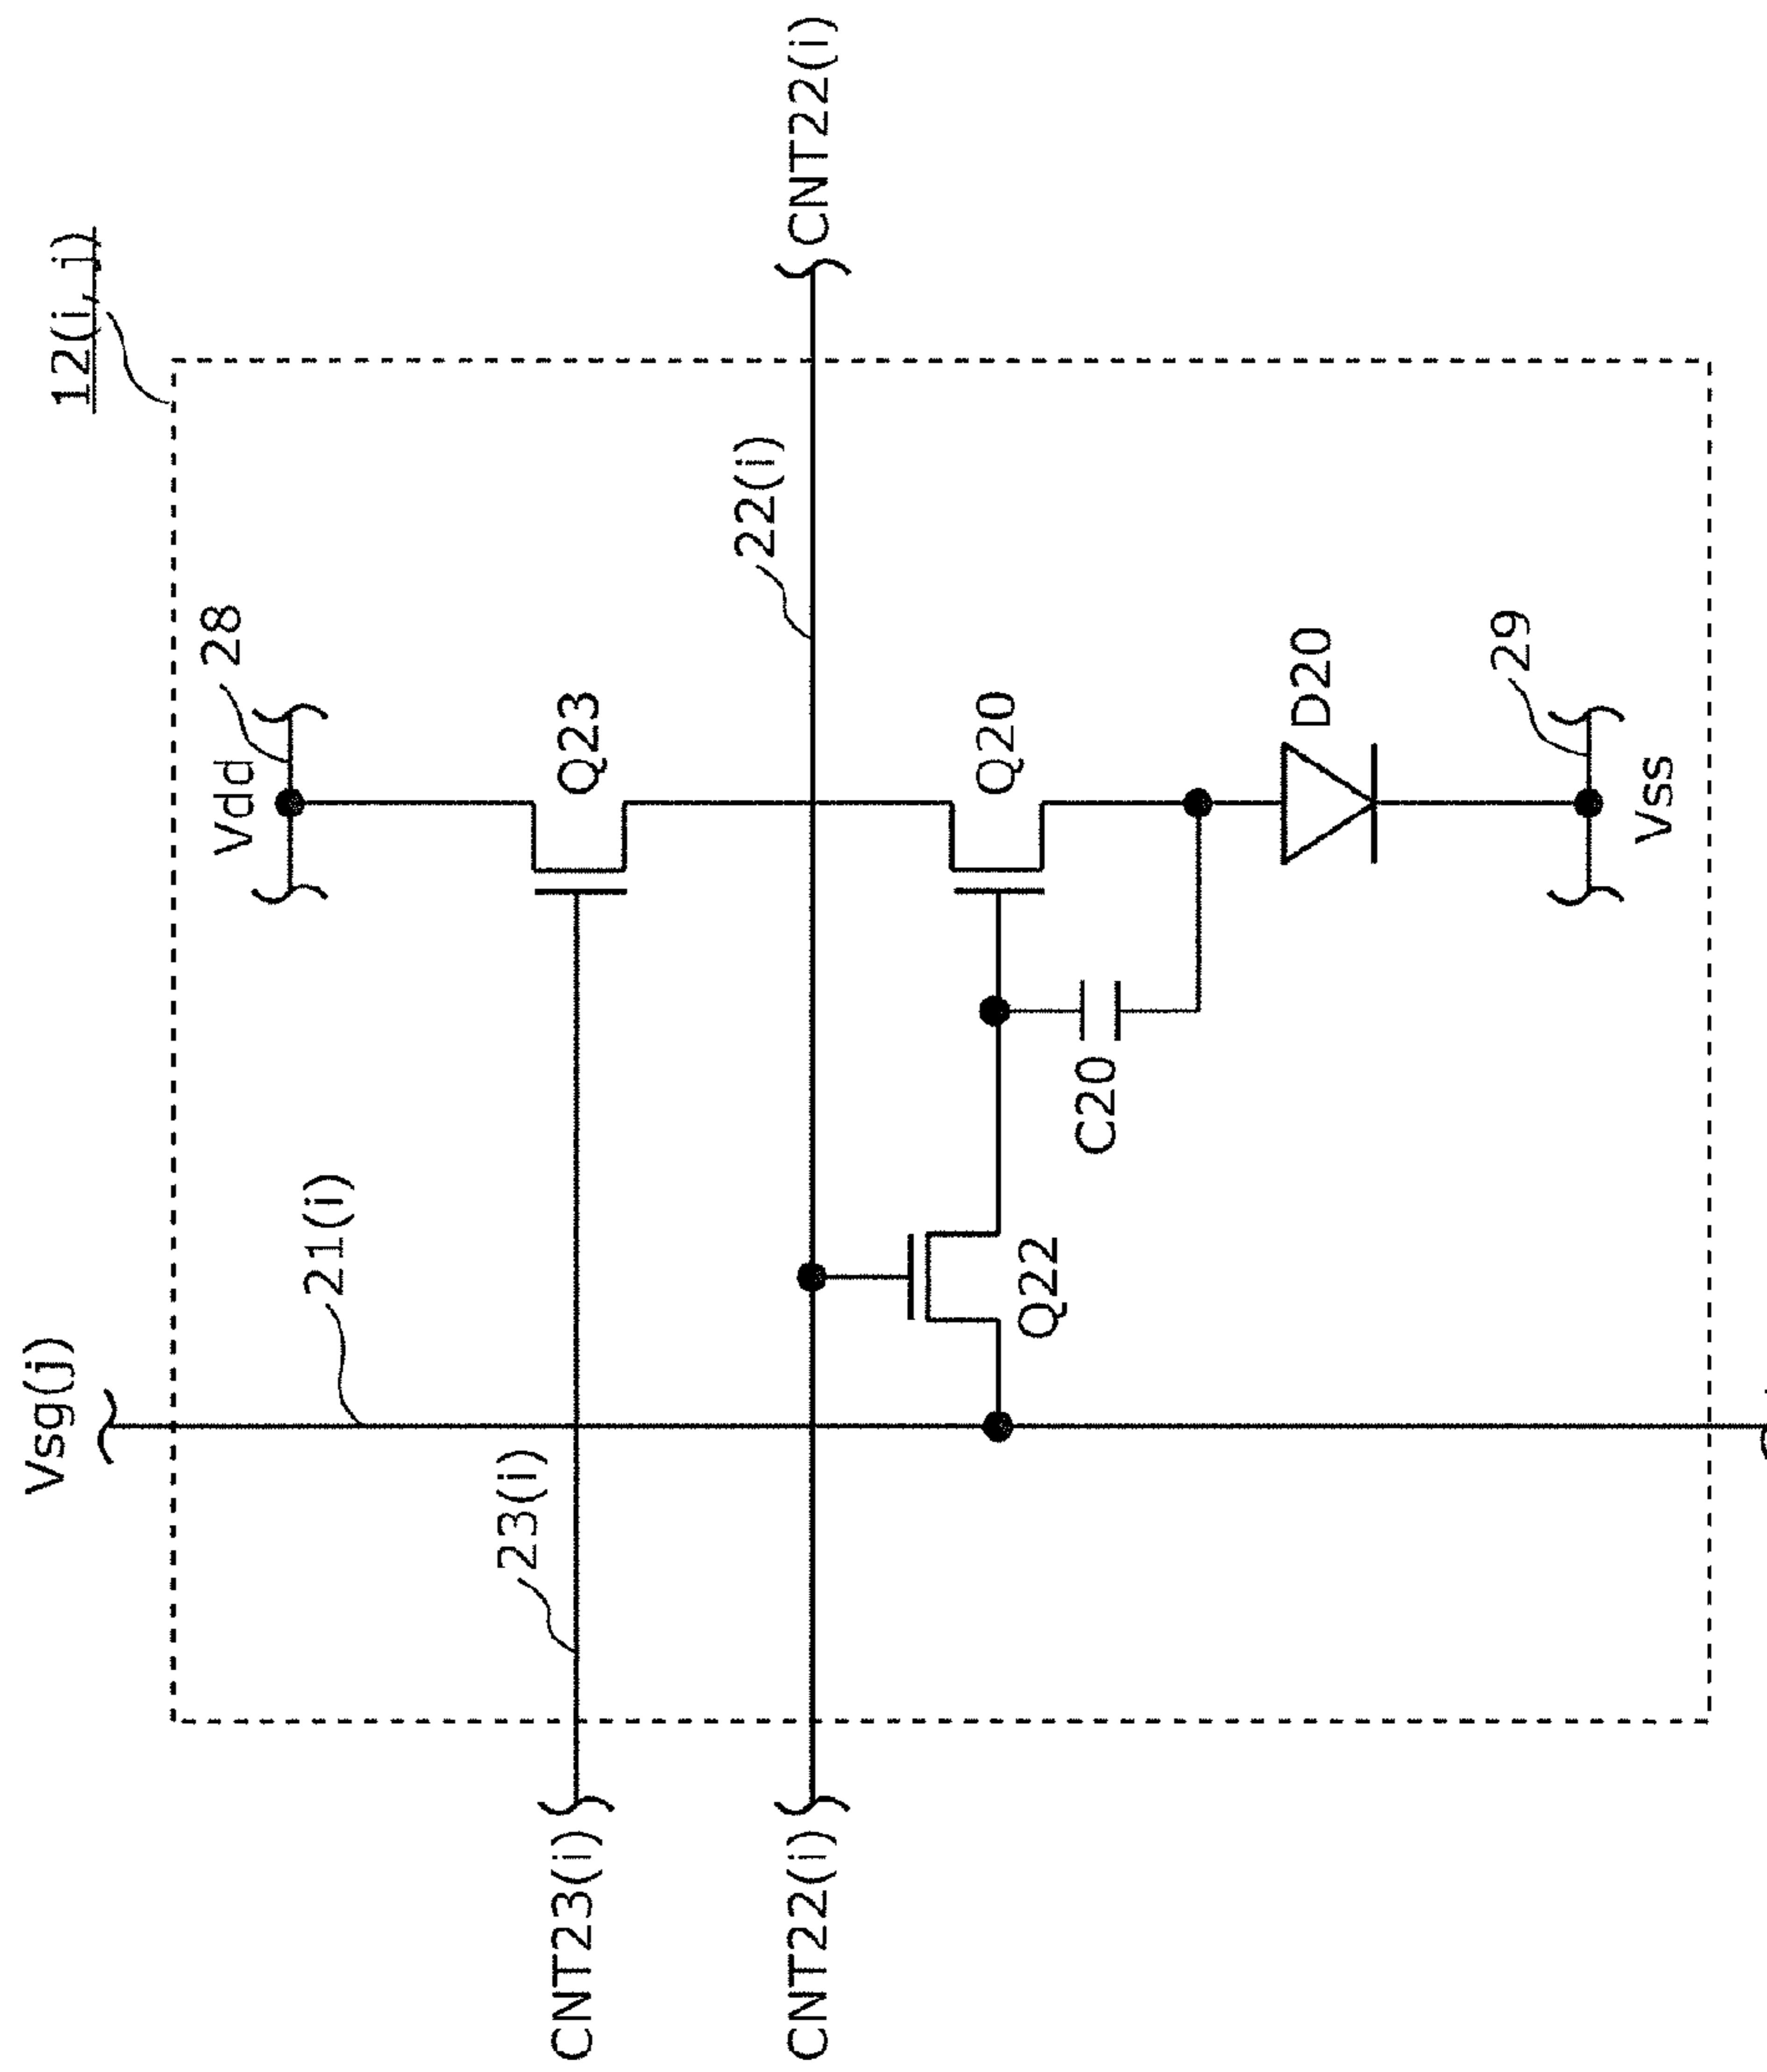 12(i,j)
Vsg(j)
CNT22(i)
28
Vdd
21(i)
22(i)
Q23
23(i)
CNT23(i)
CNT22(i)
Q20
Q22
C20
D20
29
Vss